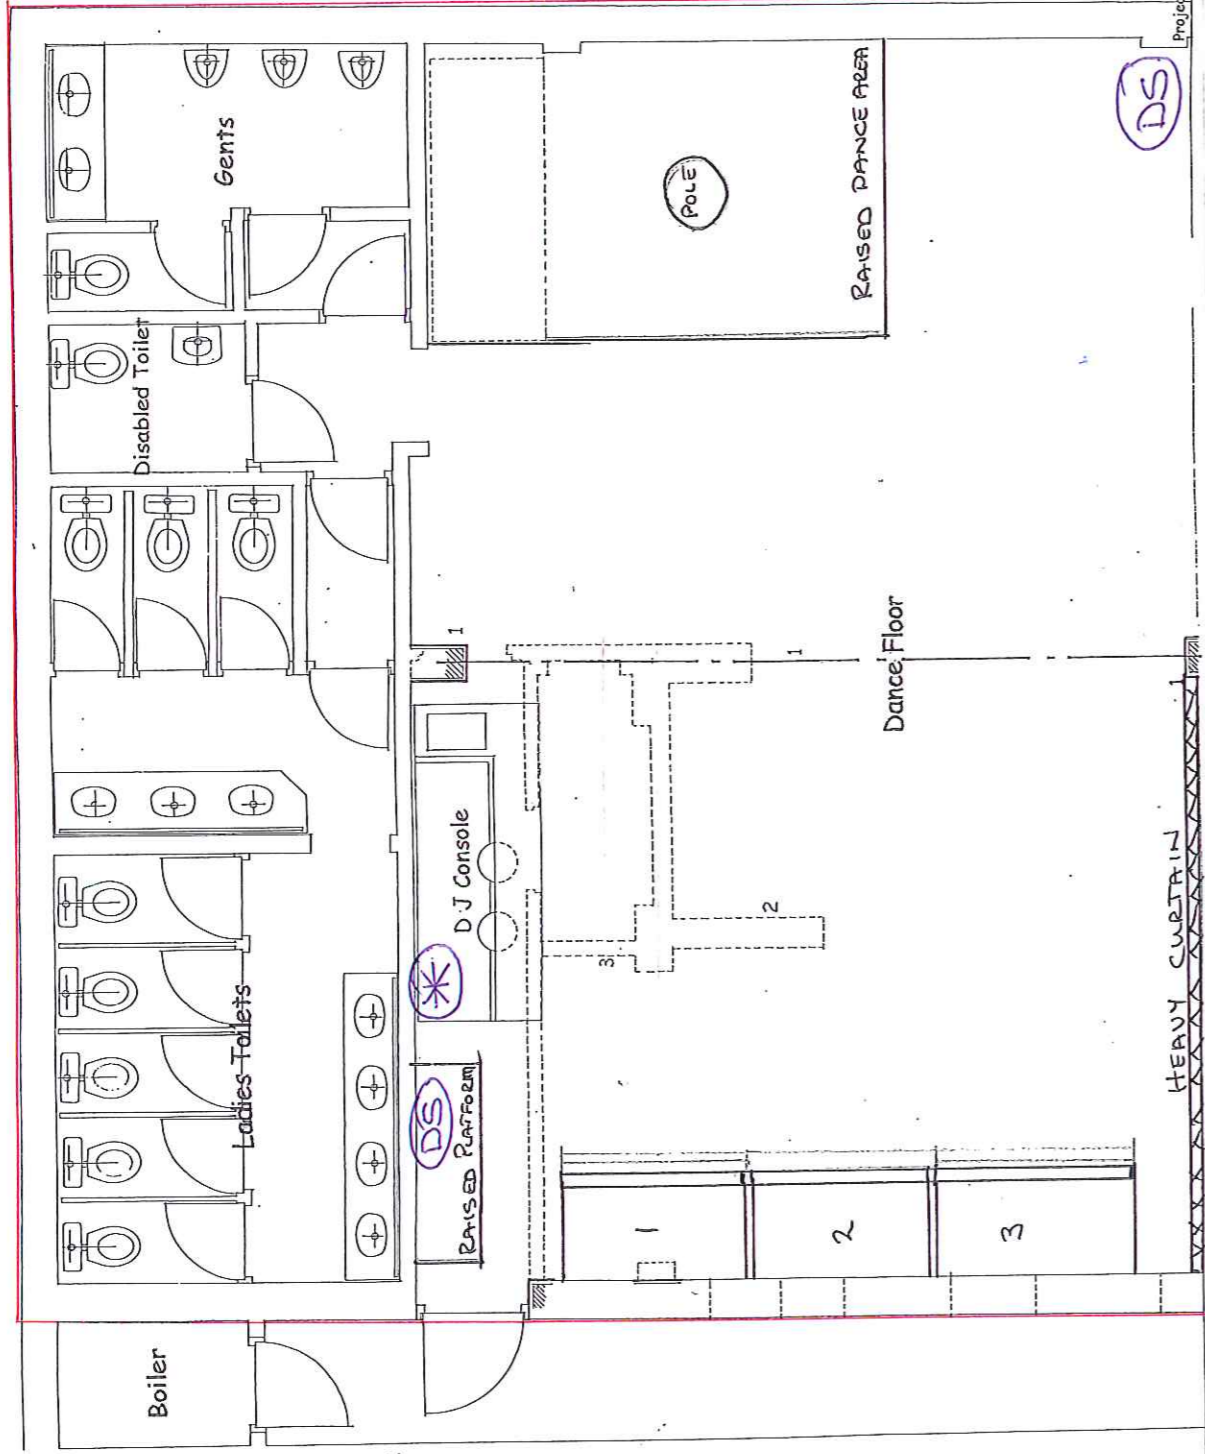 Projec
DS
Gents
POLE
RAISED DANCE AREA
Disabled Toilet
1
1
1
Dance Floor
D J Console
2
3
*
Ladies Toilets
DS
RAISED PLATFORM
HEAVY CURTAIN
1
2
3
Boiler